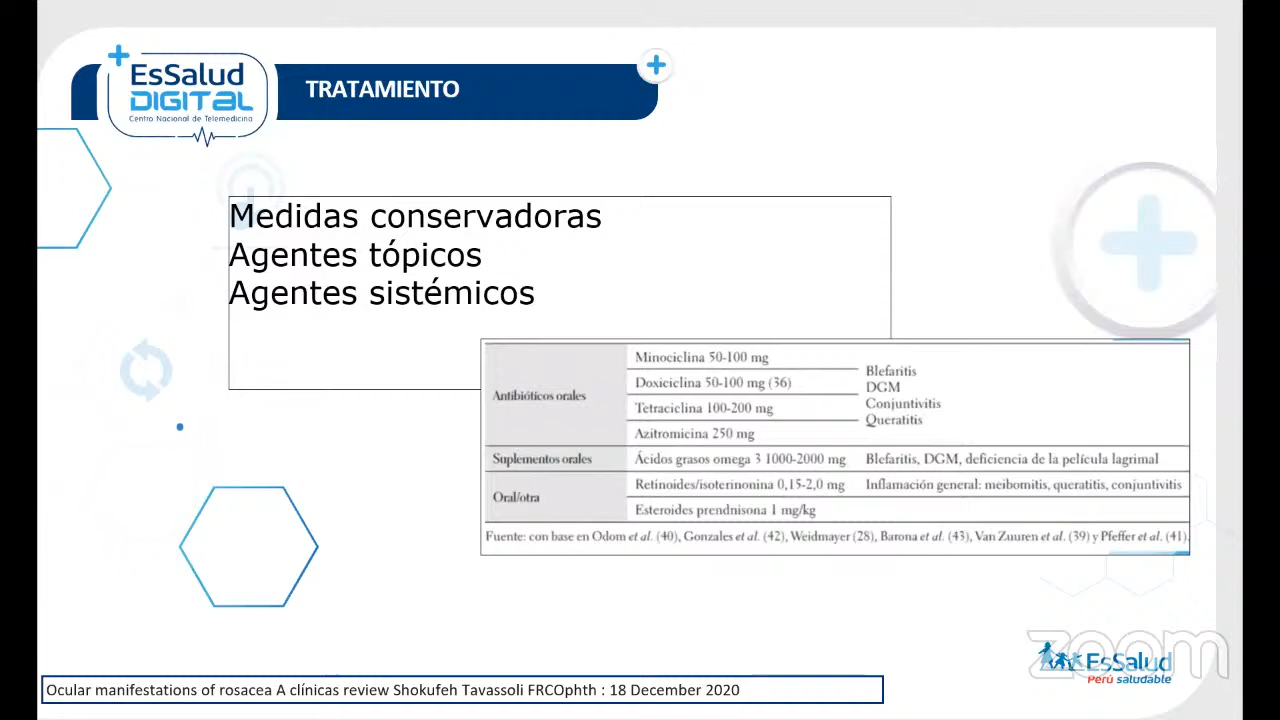 EsSalud
DIGITAL
Centro Nacional de Telemedicina
TRATAMIENTO
Medidas conservadoras
Agentes tópicos
Agentes sistémicos
Antibióticos orales
Minociclina 50-100 mg
Doxiciclina 50-100 mg (36)
Tetraciclina 100-200 mg
Azitromicina 250 mg
Blefaritis
DGM
Conjuntivitis
Queratitis
Suplementos orales
Ácidos grasos omega 3 1000-2000 mg
Blefaritis, DGM, deficiencia de la película lagrimal
Oral/otra
Retinoides/isoterinonina 0,15-2,0 mg
Inflamación general: meibomitis, queratitis, conjuntivitis
Esteroides prendnisona 1 mg/kg
Fuente: con base en Odom et al. (40), Gonzales et al. (42), Weidmayer (28), Barona et al. (43), Van Zuuren et al. (39) y Pfeffer et al. (41).
zoom
EsSalud
Perú saludable
Ocular manifestations of rosacea A clínicas review Shokufeh Tavassoli FRCOphth : 18 December 2020